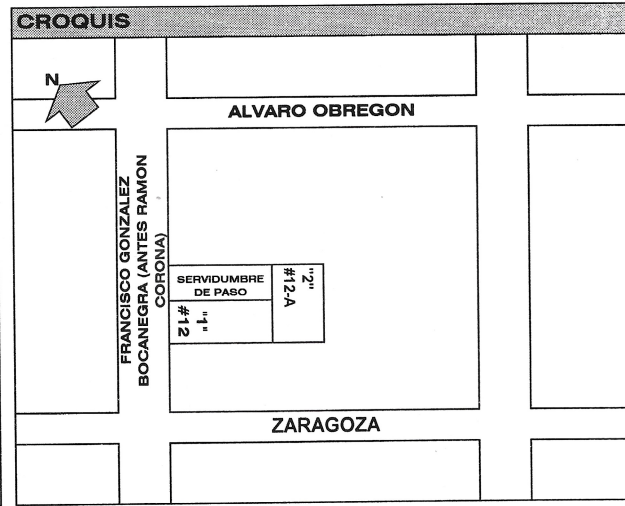 CROQUIS
N
ALVARO OBREGON
FRANCISCO GONZALEZ
BOCANEGRA (ANTES RAMON
CORONA)
SERVIDUMBRE
DE PASO
"1"
#12
"2"
#12-A
ZARAGOZA